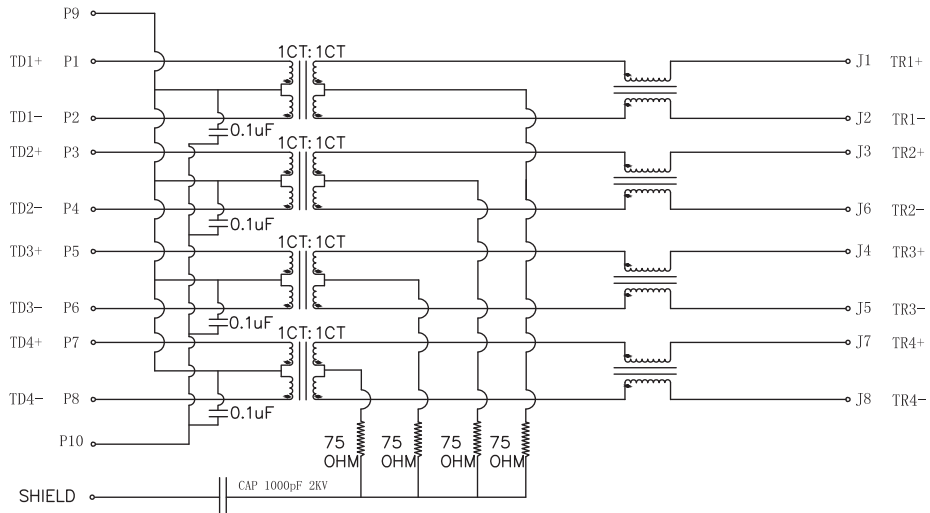 P9
1CT: 1CT
TD1+ P1 J1 TR1+
TD1- P2 J2 TR1-
0.1uF
TD2+ P3 J3 TR2+
1CT: 1CT
TD2- P4 J6 TR2-
0.1uF
1CT: 1CT
TD3+ P5 J4 TR3+
TD3- P6 J5 TR3-
0.1uF
1CT: 1CT
TD4+ P7 J7 TR4+
TD4- P8 J8 TR4-
0.1uF
P10
75 75 75 75
OHM OHM OHM OHM
CAP 1000pF 2KV
SHIELD